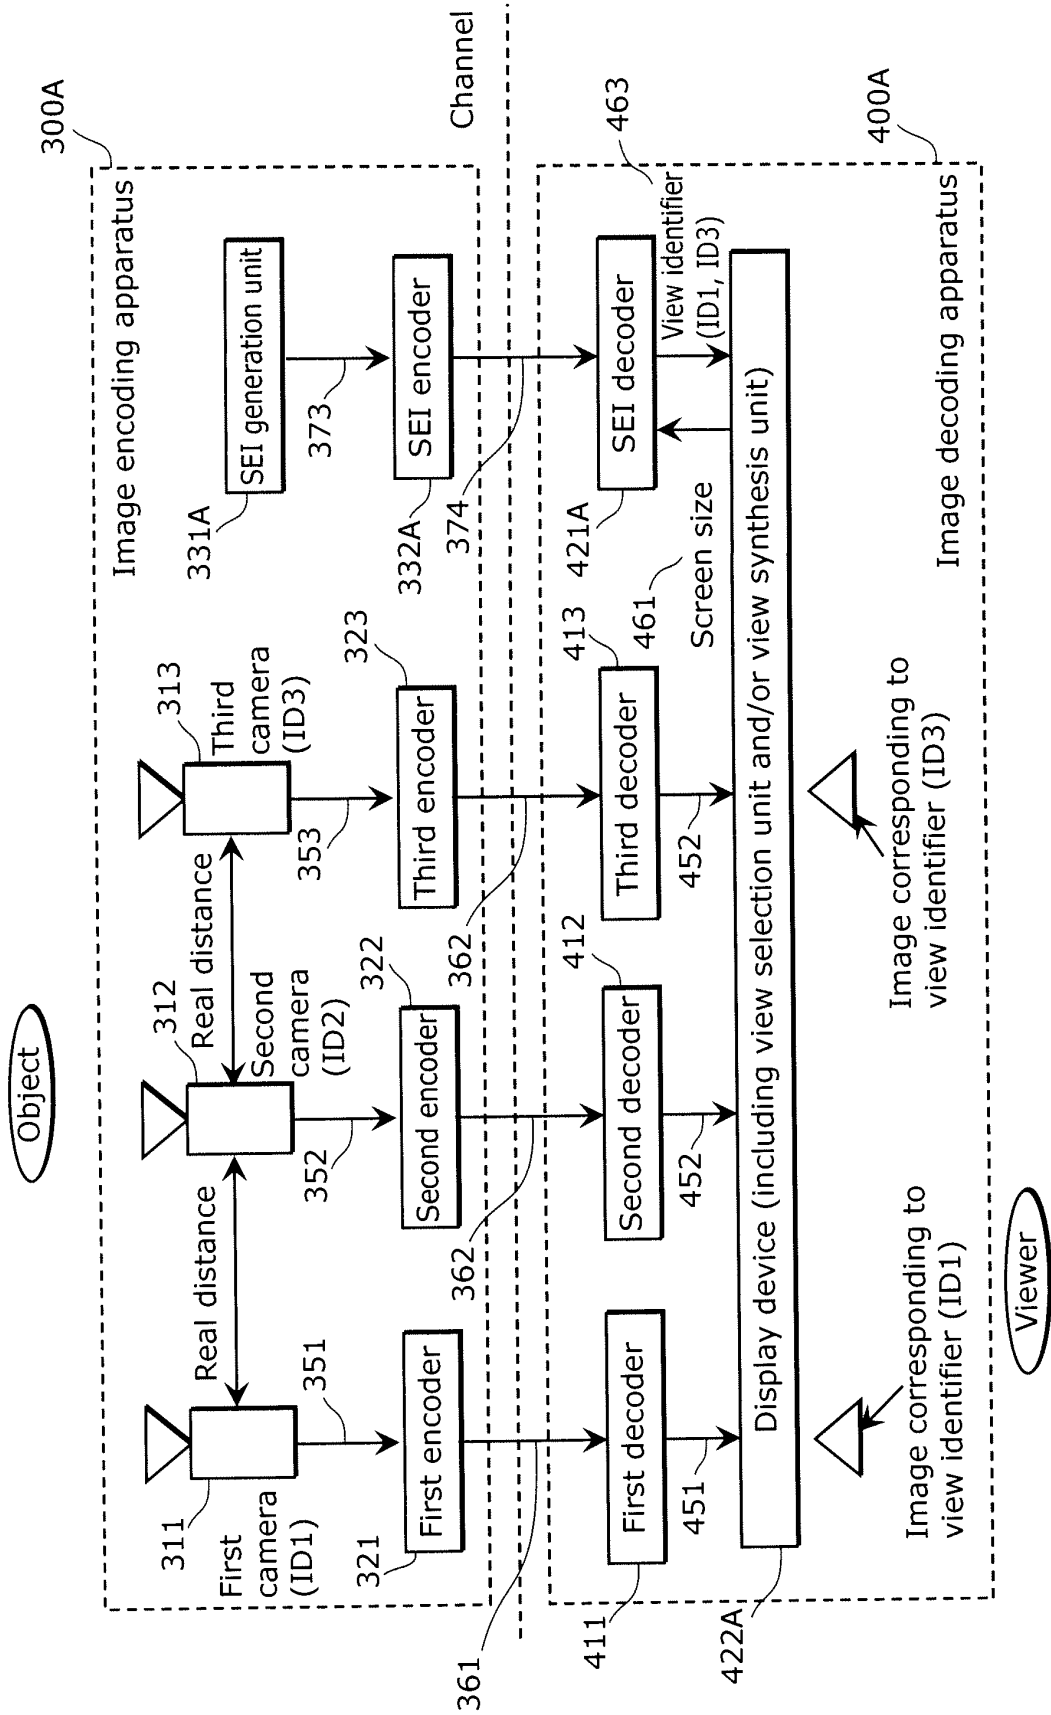 Object
300A
Image encoding apparatus
311
First
camera
(ID1)
Real distance
312
Second
camera
(ID2)
Real distance
313
Third
camera
(ID3)
331A
SEI generation unit
351
352
353
373
321
First encoder
322
Second encoder
323
Third encoder
332A
SEI encoder
Channel
361
362
362
374
411
First decoder
412
Second decoder
413
Third decoder
421A
SEI decoder
463
451
452
452
461
Screen size
View identifier
(ID1, ID3)
422A
Display device (including view selection unit and/or view synthesis unit)
Image corresponding to
view identifier (ID1)
Image corresponding to
view identifier (ID3)
400A
Image decoding apparatus
Viewer